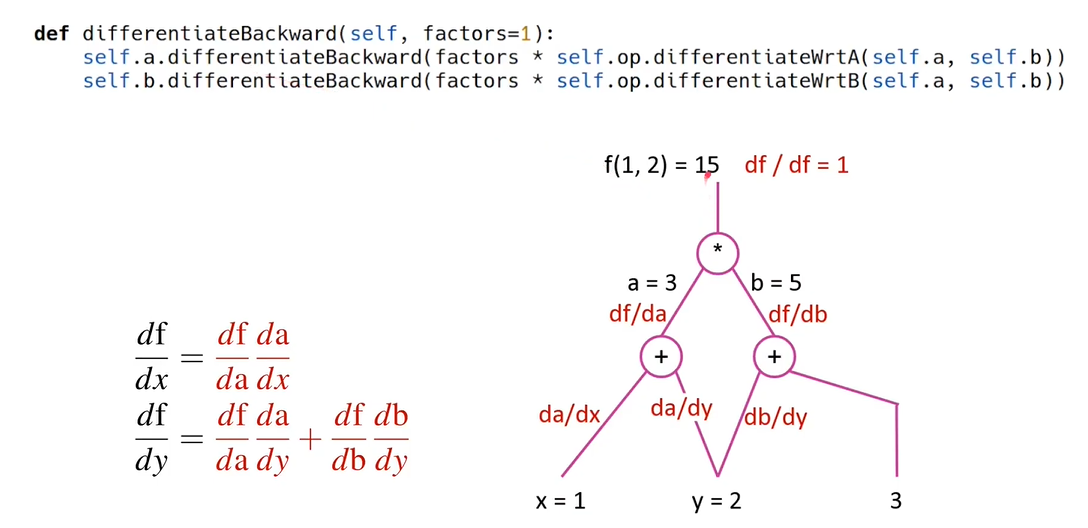 def differentiateBackward(self, factors=1):
self.a.differentiateBackward(factors * self.op.differentiateWrtA(self.a, self.b))
self.b.differentiateBackward(factors * self.op.differentiateWrtB(self.a, self.b))
f(1, 2) = 15 df / df = 1
*
a = 3 b = 5
df/da df/db
+ +
df/dx = df/da da/dx
df/dy = df/da da/dy + df/db db/dy
da/dx da/dy db/dy
x = 1 y = 2 3